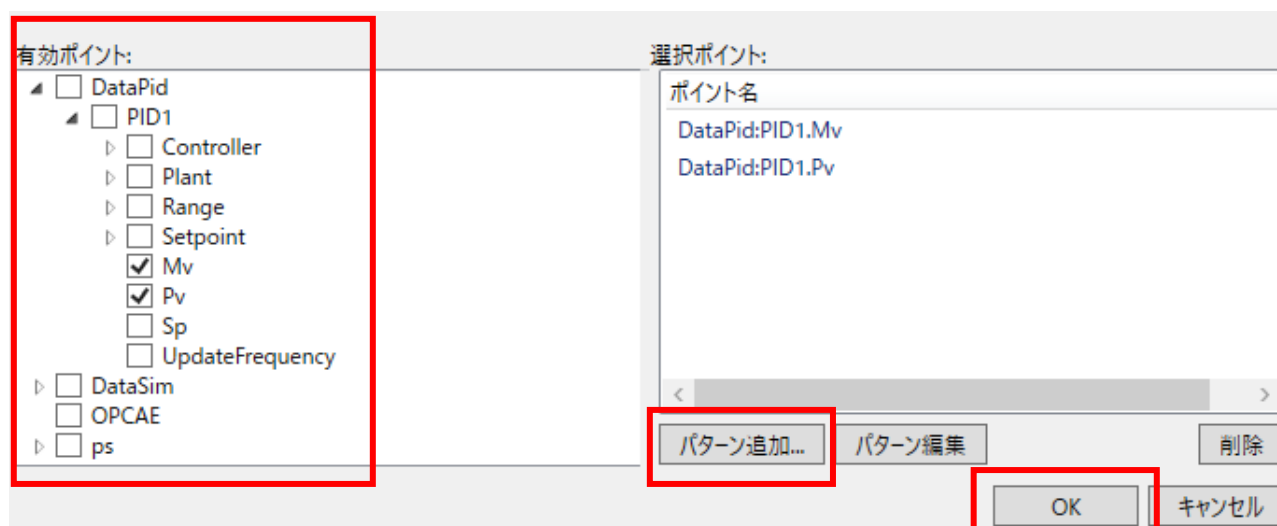 有効ポイント:
DataPid
PID1
Controller
Plant
Range
Setpoint
Mv
Pv
Sp
UpdateFrequency
DataSim
OPCAE
ps
選択ポイント:
ポイント名
DataPid:PID1.Mv
DataPid:PID1.Pv
パターン追加...
パターン編集
削除
OK
キャンセル